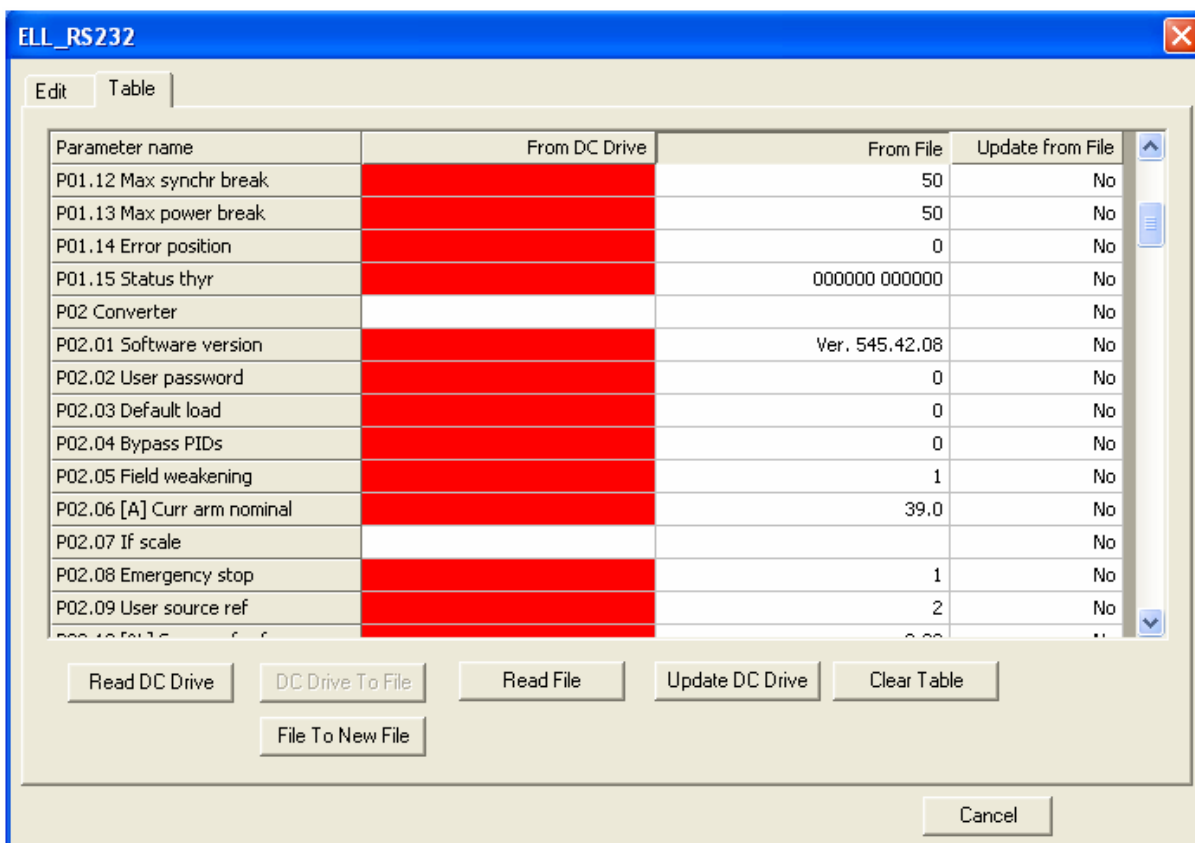 ELL_RS232
Edit Table
Parameter name From DC Drive From File Update from File
P01.12 Max synchr break 50 No
P01.13 Max power break 50 No
P01.14 Error position 0 No
P01.15 Status thyr 000000 000000 No
P02 Converter No
P02.01 Software version Ver. 545.42.08 No
P02.02 User password 0 No
P02.03 Default load 0 No
P02.04 Bypass PIDs 0 No
P02.05 Field weakening 1 No
P02.06 [A] Curr arm nominal 39.0 No
P02.07 If scale No
P02.08 Emergency stop 1 No
P02.09 User source ref 2 No
Read DC Drive DC Drive To File Read File Update DC Drive Clear Table
File To New File
Cancel